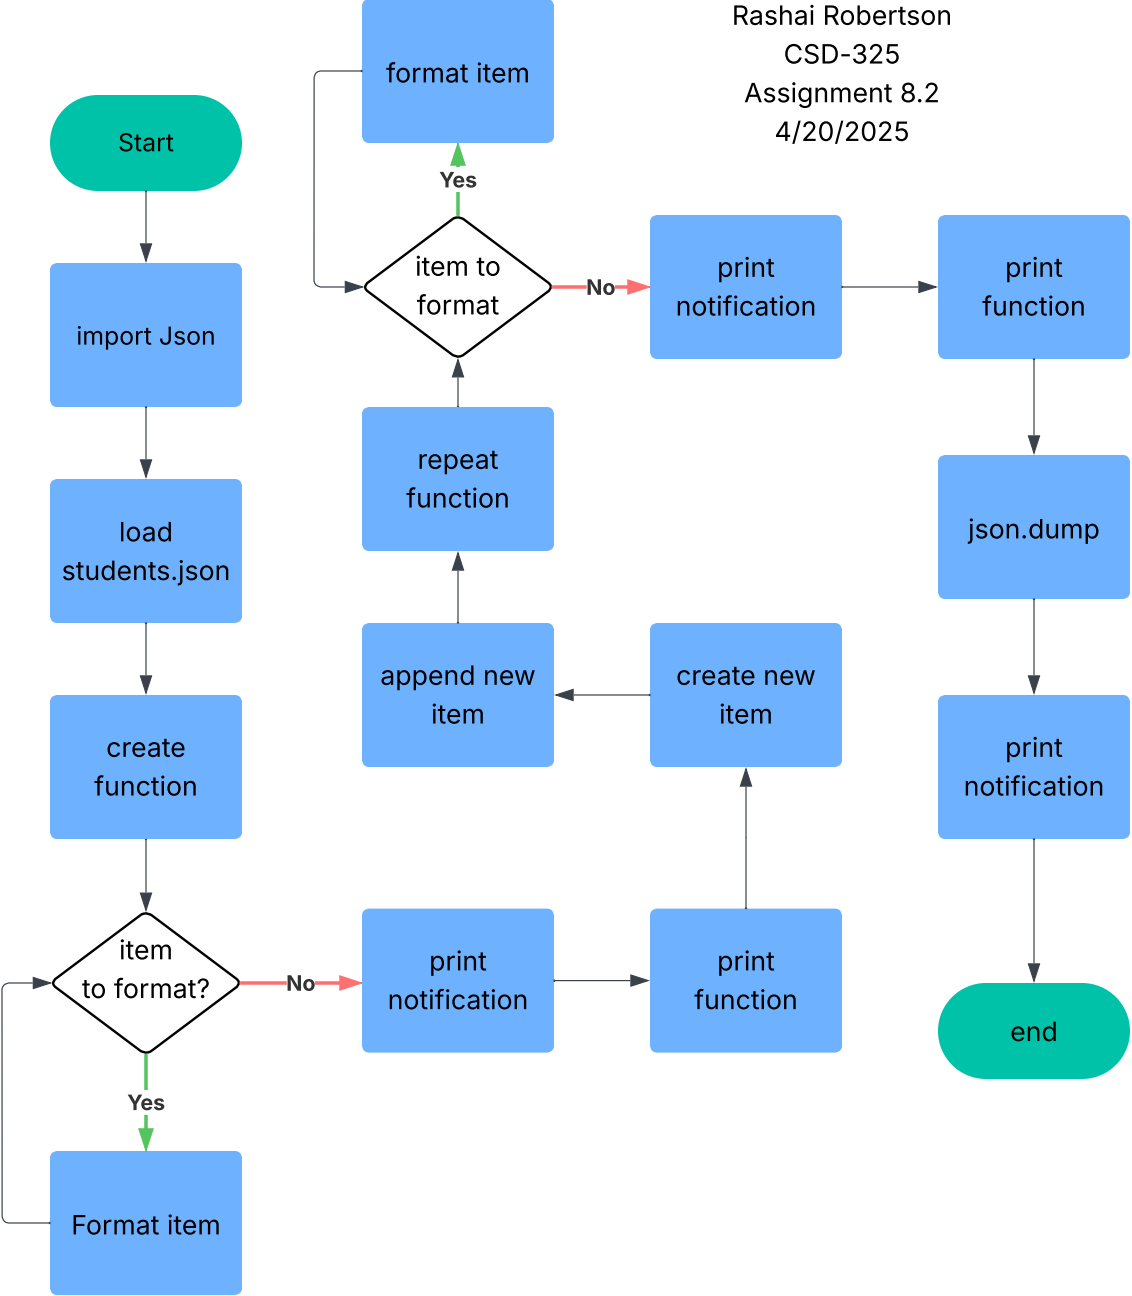 Rashai Robertson
CSD-325
Assignment 8.2
4/20/2025
Start
import Json
load
students.json
create
function
item
to format?
Yes
Format item
No
print
notification
print
function
create new
item
append new
item
repeat
function
item to
format
Yes
format item
No
print
notification
print
function
json.dump
print
notification
end